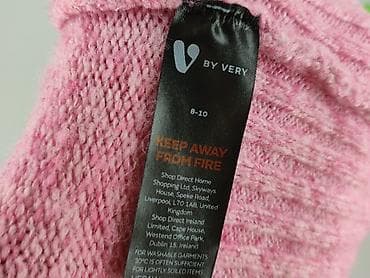 V BY VERY
8-10
KEEP AWAY
FROM FIRE
Shop Direct Home
Shopping Ltd, Skyways
House, Speke Road,
Liverpool, L70 1AB, United
Kingdom
Shop Direct Ireland
Limited, Cape House,
Westend Office Park,
Dublin 15, Ireland)
FOR WASHABLE GARMENTS
30°C IS OFTEN SUFFICIENT
FOR LIGHTLY SOILED ITEMS